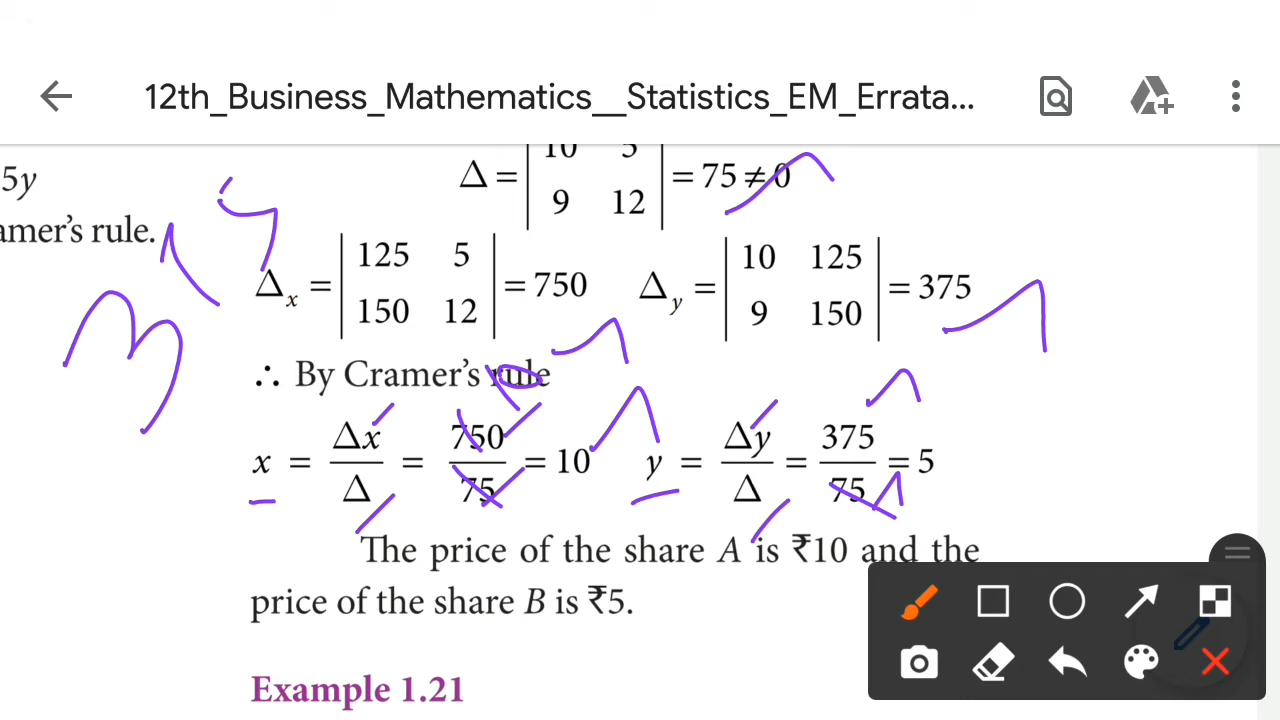 12th_Business_Mathematics__Statistics_EM_Errata...
5y
amer's rule.
Δ = | 10 5 | = 75 ≠ 0
| 9 12 |
Δx = | 125 5 | = 750 Δy = | 10 125 | = 375
| 150 12 | | 9 150 |
∴ By Cramer's rule
10
x = Δx/Δ = 750/75 = 10 y = Δy/Δ = 375/75 = 5
The price of the share A is ₹10 and the
price of the share B is ₹5.
Example 1.21